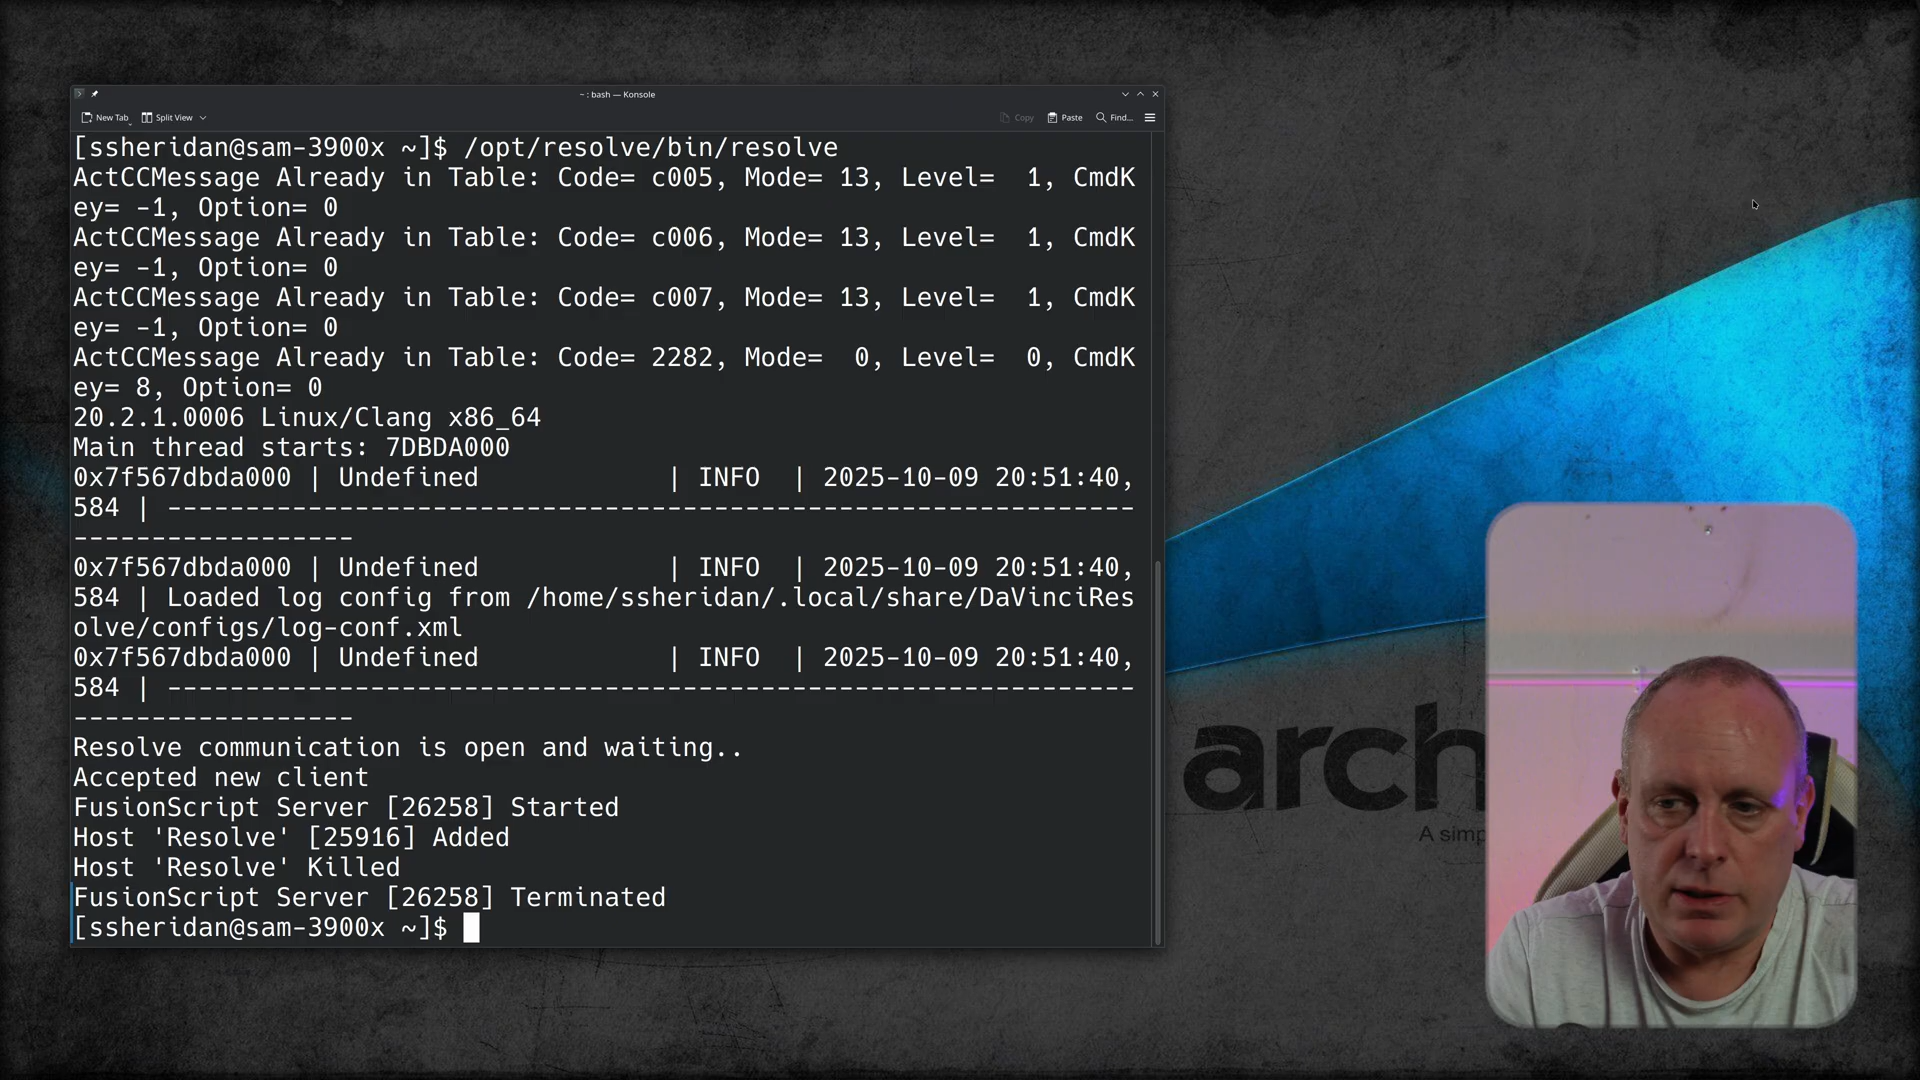 ~ : bash — Konsole
New Tab
Split View
Copy
Paste
Find...
[ssheridan@sam-3900x ~]$ /opt/resolve/bin/resolve
ActCCMessage Already in Table: Code= c005, Mode= 13, Level=  1, CmdK
ey= -1, Option= 0
ActCCMessage Already in Table: Code= c006, Mode= 13, Level=  1, CmdK
ey= -1, Option= 0
ActCCMessage Already in Table: Code= c007, Mode= 13, Level=  1, CmdK
ey= -1, Option= 0
ActCCMessage Already in Table: Code= 2282, Mode=  0, Level=  0, CmdK
ey= 8, Option= 0
20.2.1.0006 Linux/Clang x86_64
Main thread starts: 7DBDA000
0x7f567dbda000 | Undefined            | INFO  | 2025-10-09 20:51:40,
584 | --------------------------------------------------------------
------------------
0x7f567dbda000 | Undefined            | INFO  | 2025-10-09 20:51:40,
584 | Loaded log config from /home/ssheridan/.local/share/DaVinciRes
olve/configs/log-conf.xml
0x7f567dbda000 | Undefined            | INFO  | 2025-10-09 20:51:40,
584 | --------------------------------------------------------------
------------------
Resolve communication is open and waiting..
Accepted new client
FusionScript Server [26258] Started
Host 'Resolve' [25916] Added
Host 'Resolve' Killed
FusionScript Server [26258] Terminated
[ssheridan@sam-3900x ~]$
arch
A simp